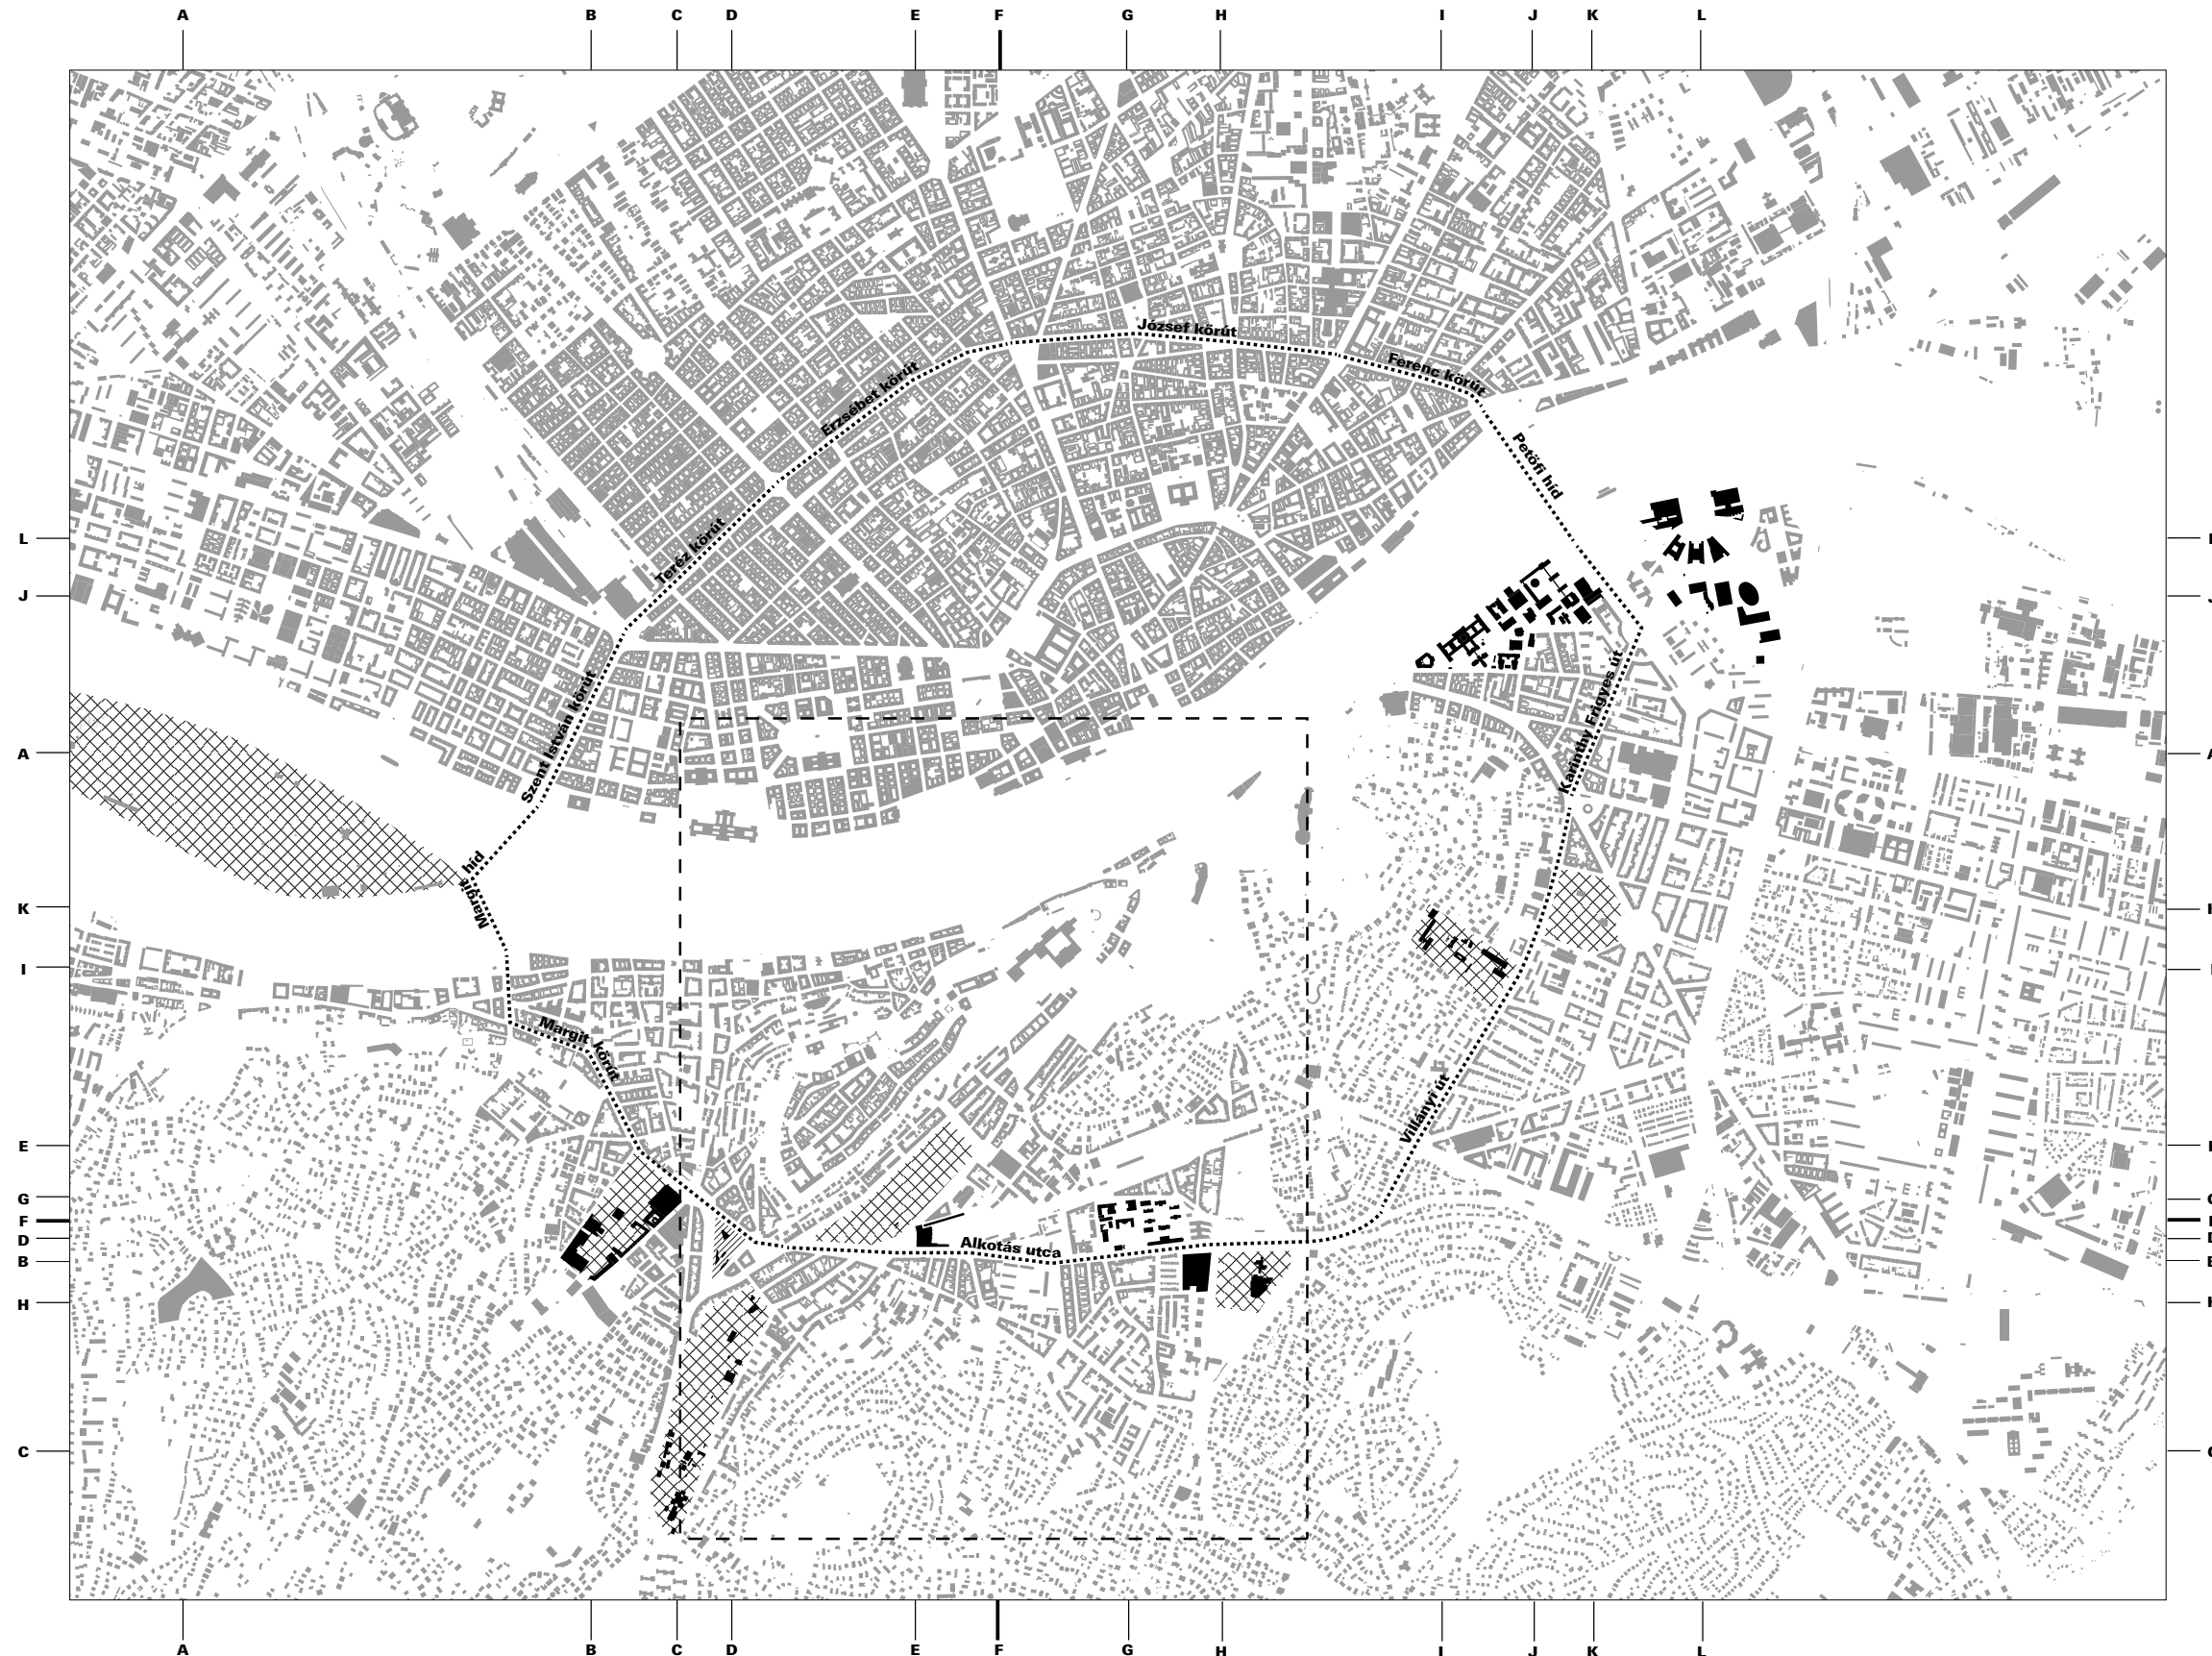 A B C D E F G H I J K L
József körút
Ferenc körút
Erzsébet körút
Petőfi híd
Teréz körút
L
J
J
Szent István körút
Karinthy Frigyes út
A
A
Margit híd
K
I
Margit körút
Villányi út
E
G
F
D
B
H
Alkotás utca
C
A B C D E F G H I J K L